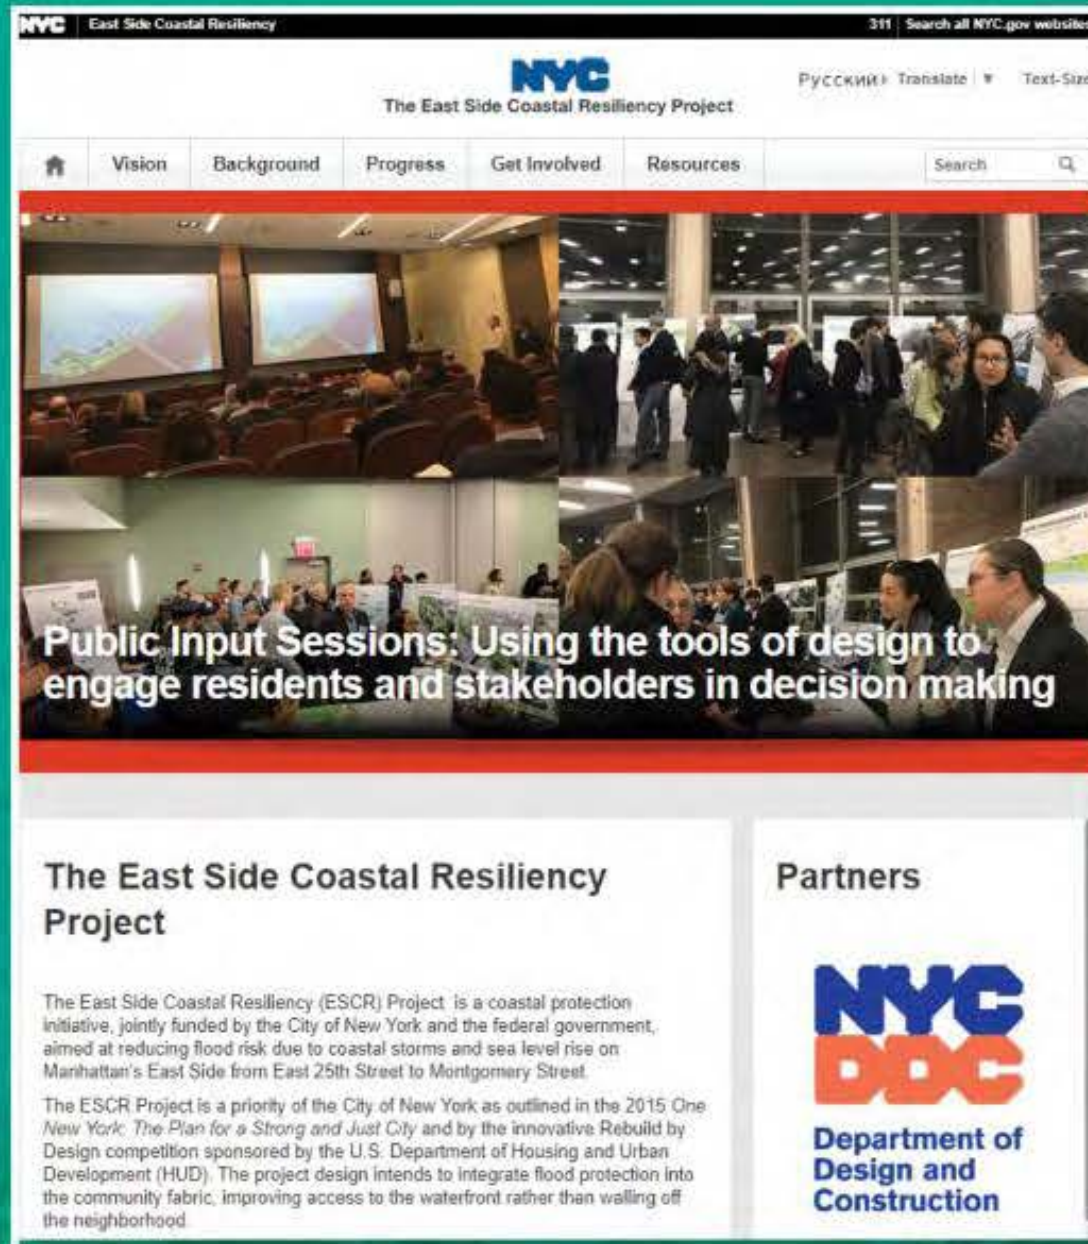 NYC East Side Coastal Resiliency 311 Search all NYC.gov websites
NYC
The East Side Coastal Resiliency Project
Русский Translate ▼ Text-Size
Vision Background Progress Get Involved Resources Search
Public Input Sessions: Using the tools of design to
engage residents and stakeholders in decision making
The East Side Coastal Resiliency
Project
The East Side Coastal Resiliency (ESCR) Project is a coastal protection
initiative, jointly funded by the City of New York and the federal government,
aimed at reducing flood risk due to coastal storms and sea level rise on
Manhattan's East Side from East 25th Street to Montgomery Street.
The ESCR Project is a priority of the City of New York as outlined in the 2015 One
New York: The Plan for a Strong and Just City and by the innovative Rebuild by
Design competition sponsored by the U.S. Department of Housing and Urban
Development (HUD). The project design intends to integrate flood protection into
the community fabric, improving access to the waterfront rather than walling off
the neighborhood.
Partners
NYC
DDC
Department of
Design and
Construction